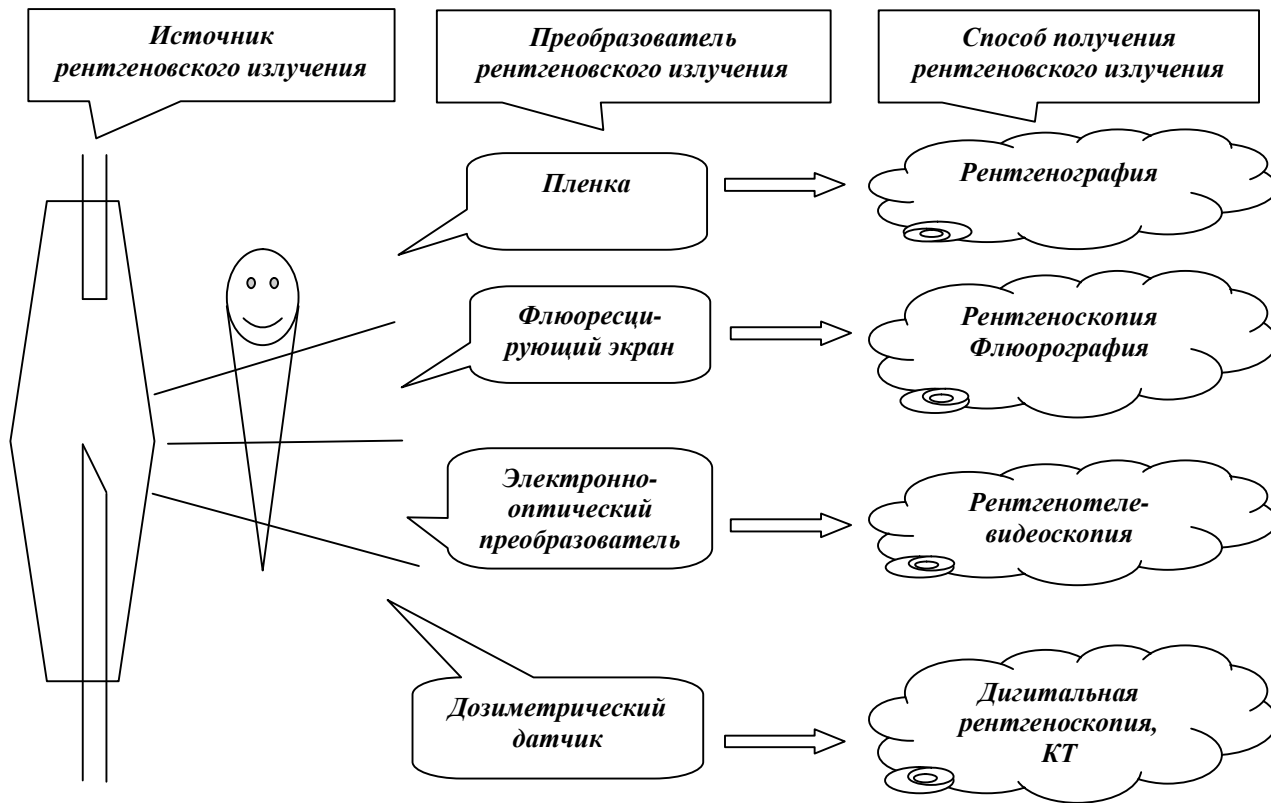 Источник
рентгеновского излучения
Преобразователь
рентгеновского излучения
Способ получения
рентгеновского излучения
Пленка
Рентгенография
Флюоресци-
рующий экран
Рентгеноскопия
Флюорография
Электронно-
оптический
преобразователь
Рентгенотеле-
видеоскопия
Дозиметрический
датчик
Дигитальная
рентгеноскопия,
КТ